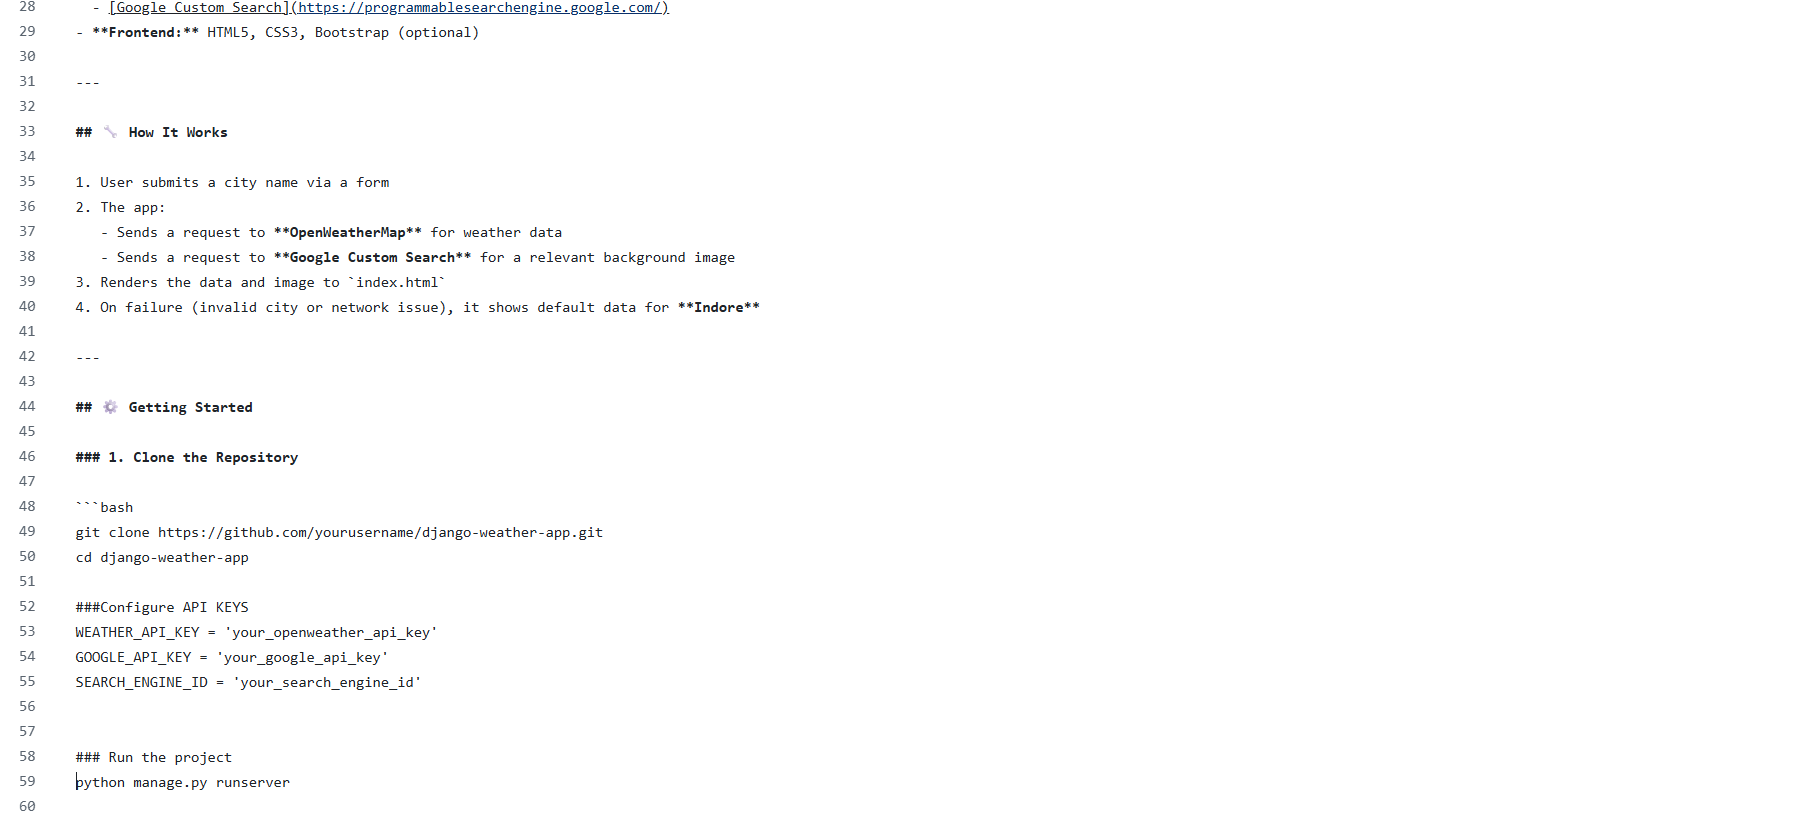 28 - [Google Custom Search](https://programmablesearchengine.google.com/)
29 - **Frontend:** HTML5, CSS3, Bootstrap (optional)
30
31 ---
32
33 ## 🔧 How It Works
34
35 1. User submits a city name via a form
36 2. The app:
37    - Sends a request to **OpenWeatherMap** for weather data
38    - Sends a request to **Google Custom Search** for a relevant background image
39 3. Renders the data and image to `index.html`
40 4. On failure (invalid city or network issue), it shows default data for **Indore**
41
42 ---
43
44 ## ⚙️ Getting Started
45
46 ### 1. Clone the Repository
47
48 ```bash
49 git clone https://github.com/yourusername/django-weather-app.git
50 cd django-weather-app
51
52 ###Configure API KEYS
53 WEATHER_API_KEY = 'your_openweather_api_key'
54 GOOGLE_API_KEY = 'your_google_api_key'
55 SEARCH_ENGINE_ID = 'your_search_engine_id'
56
57
58 ### Run the project
59 python manage.py runserver
60